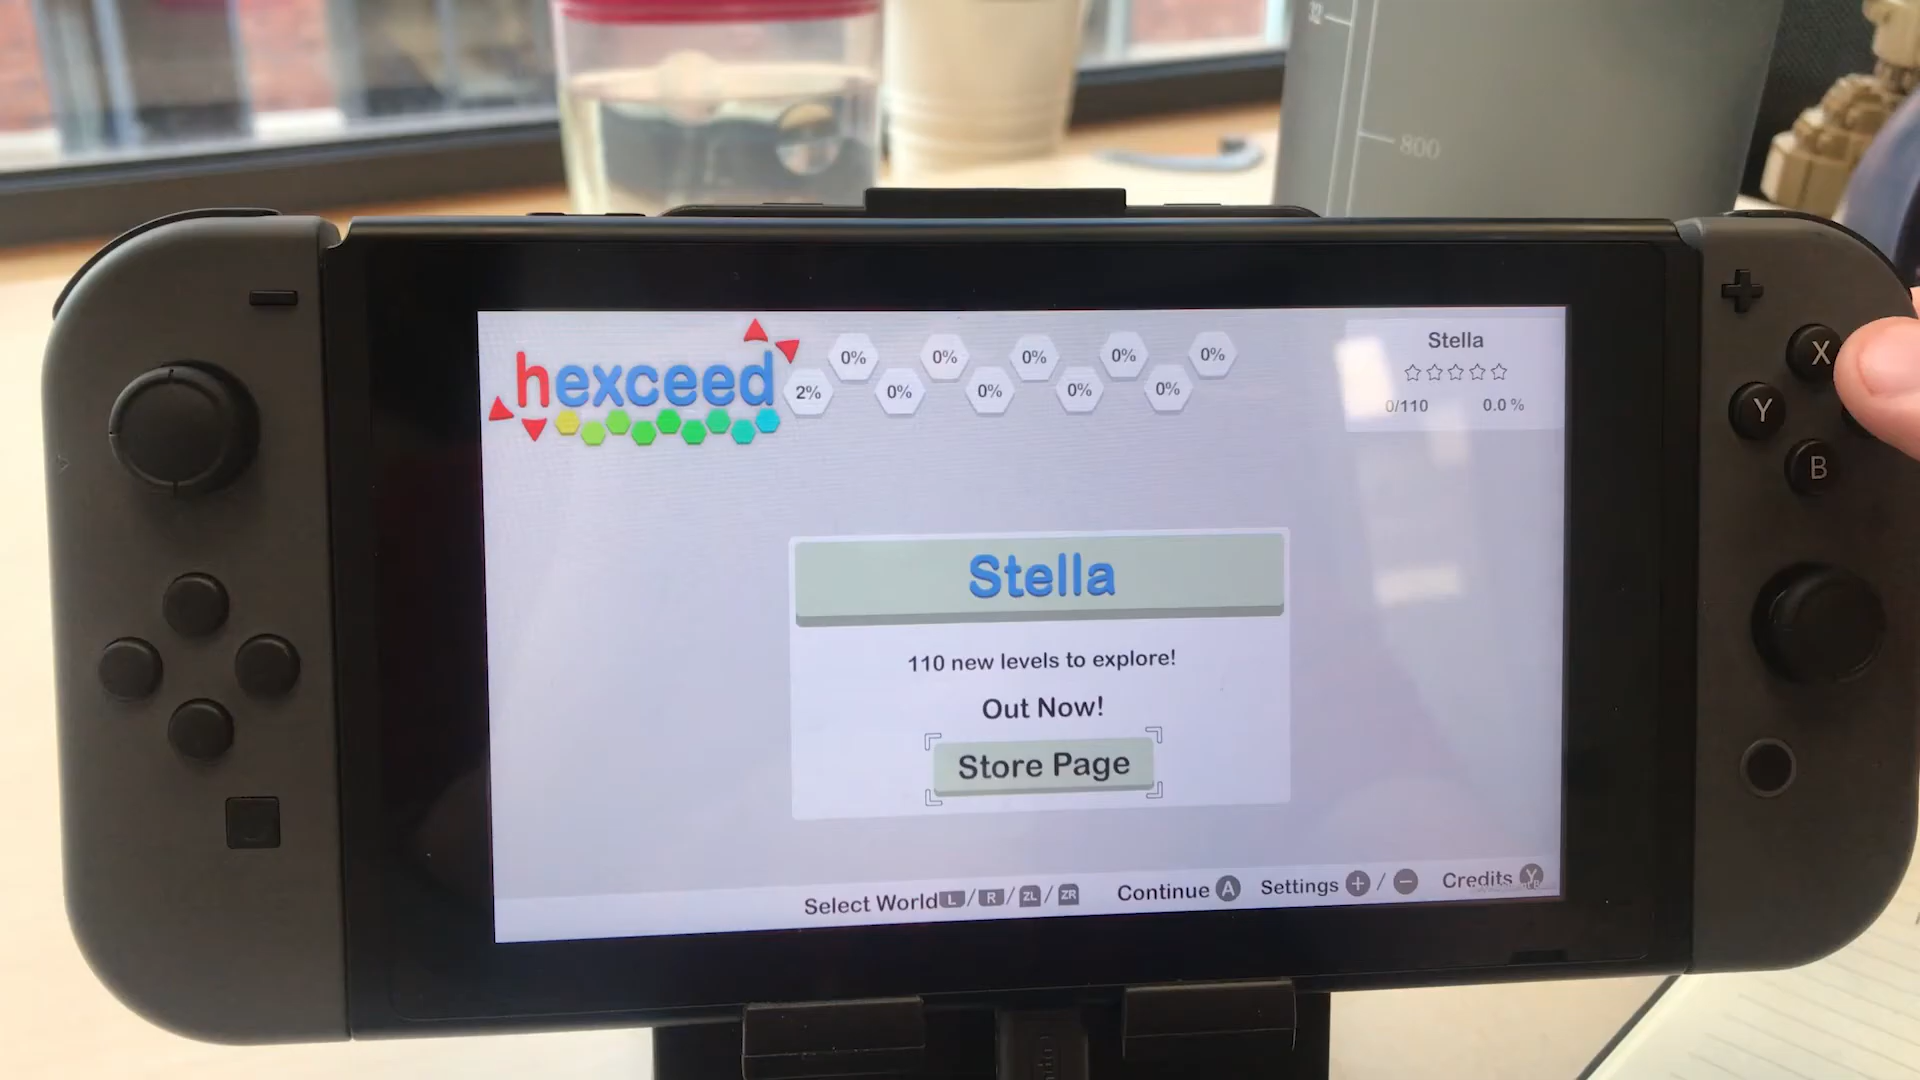 32
800
hexceed
0% 0% 0% 0% 0%
2% 0% 0% 0% 0%
Stella
0/110 0.0 %
Stella
110 new levels to explore!
Out Now!
Store Page
Select World L / R / ZL / ZR Continue A Settings + / - Credits Y
X
Y
B